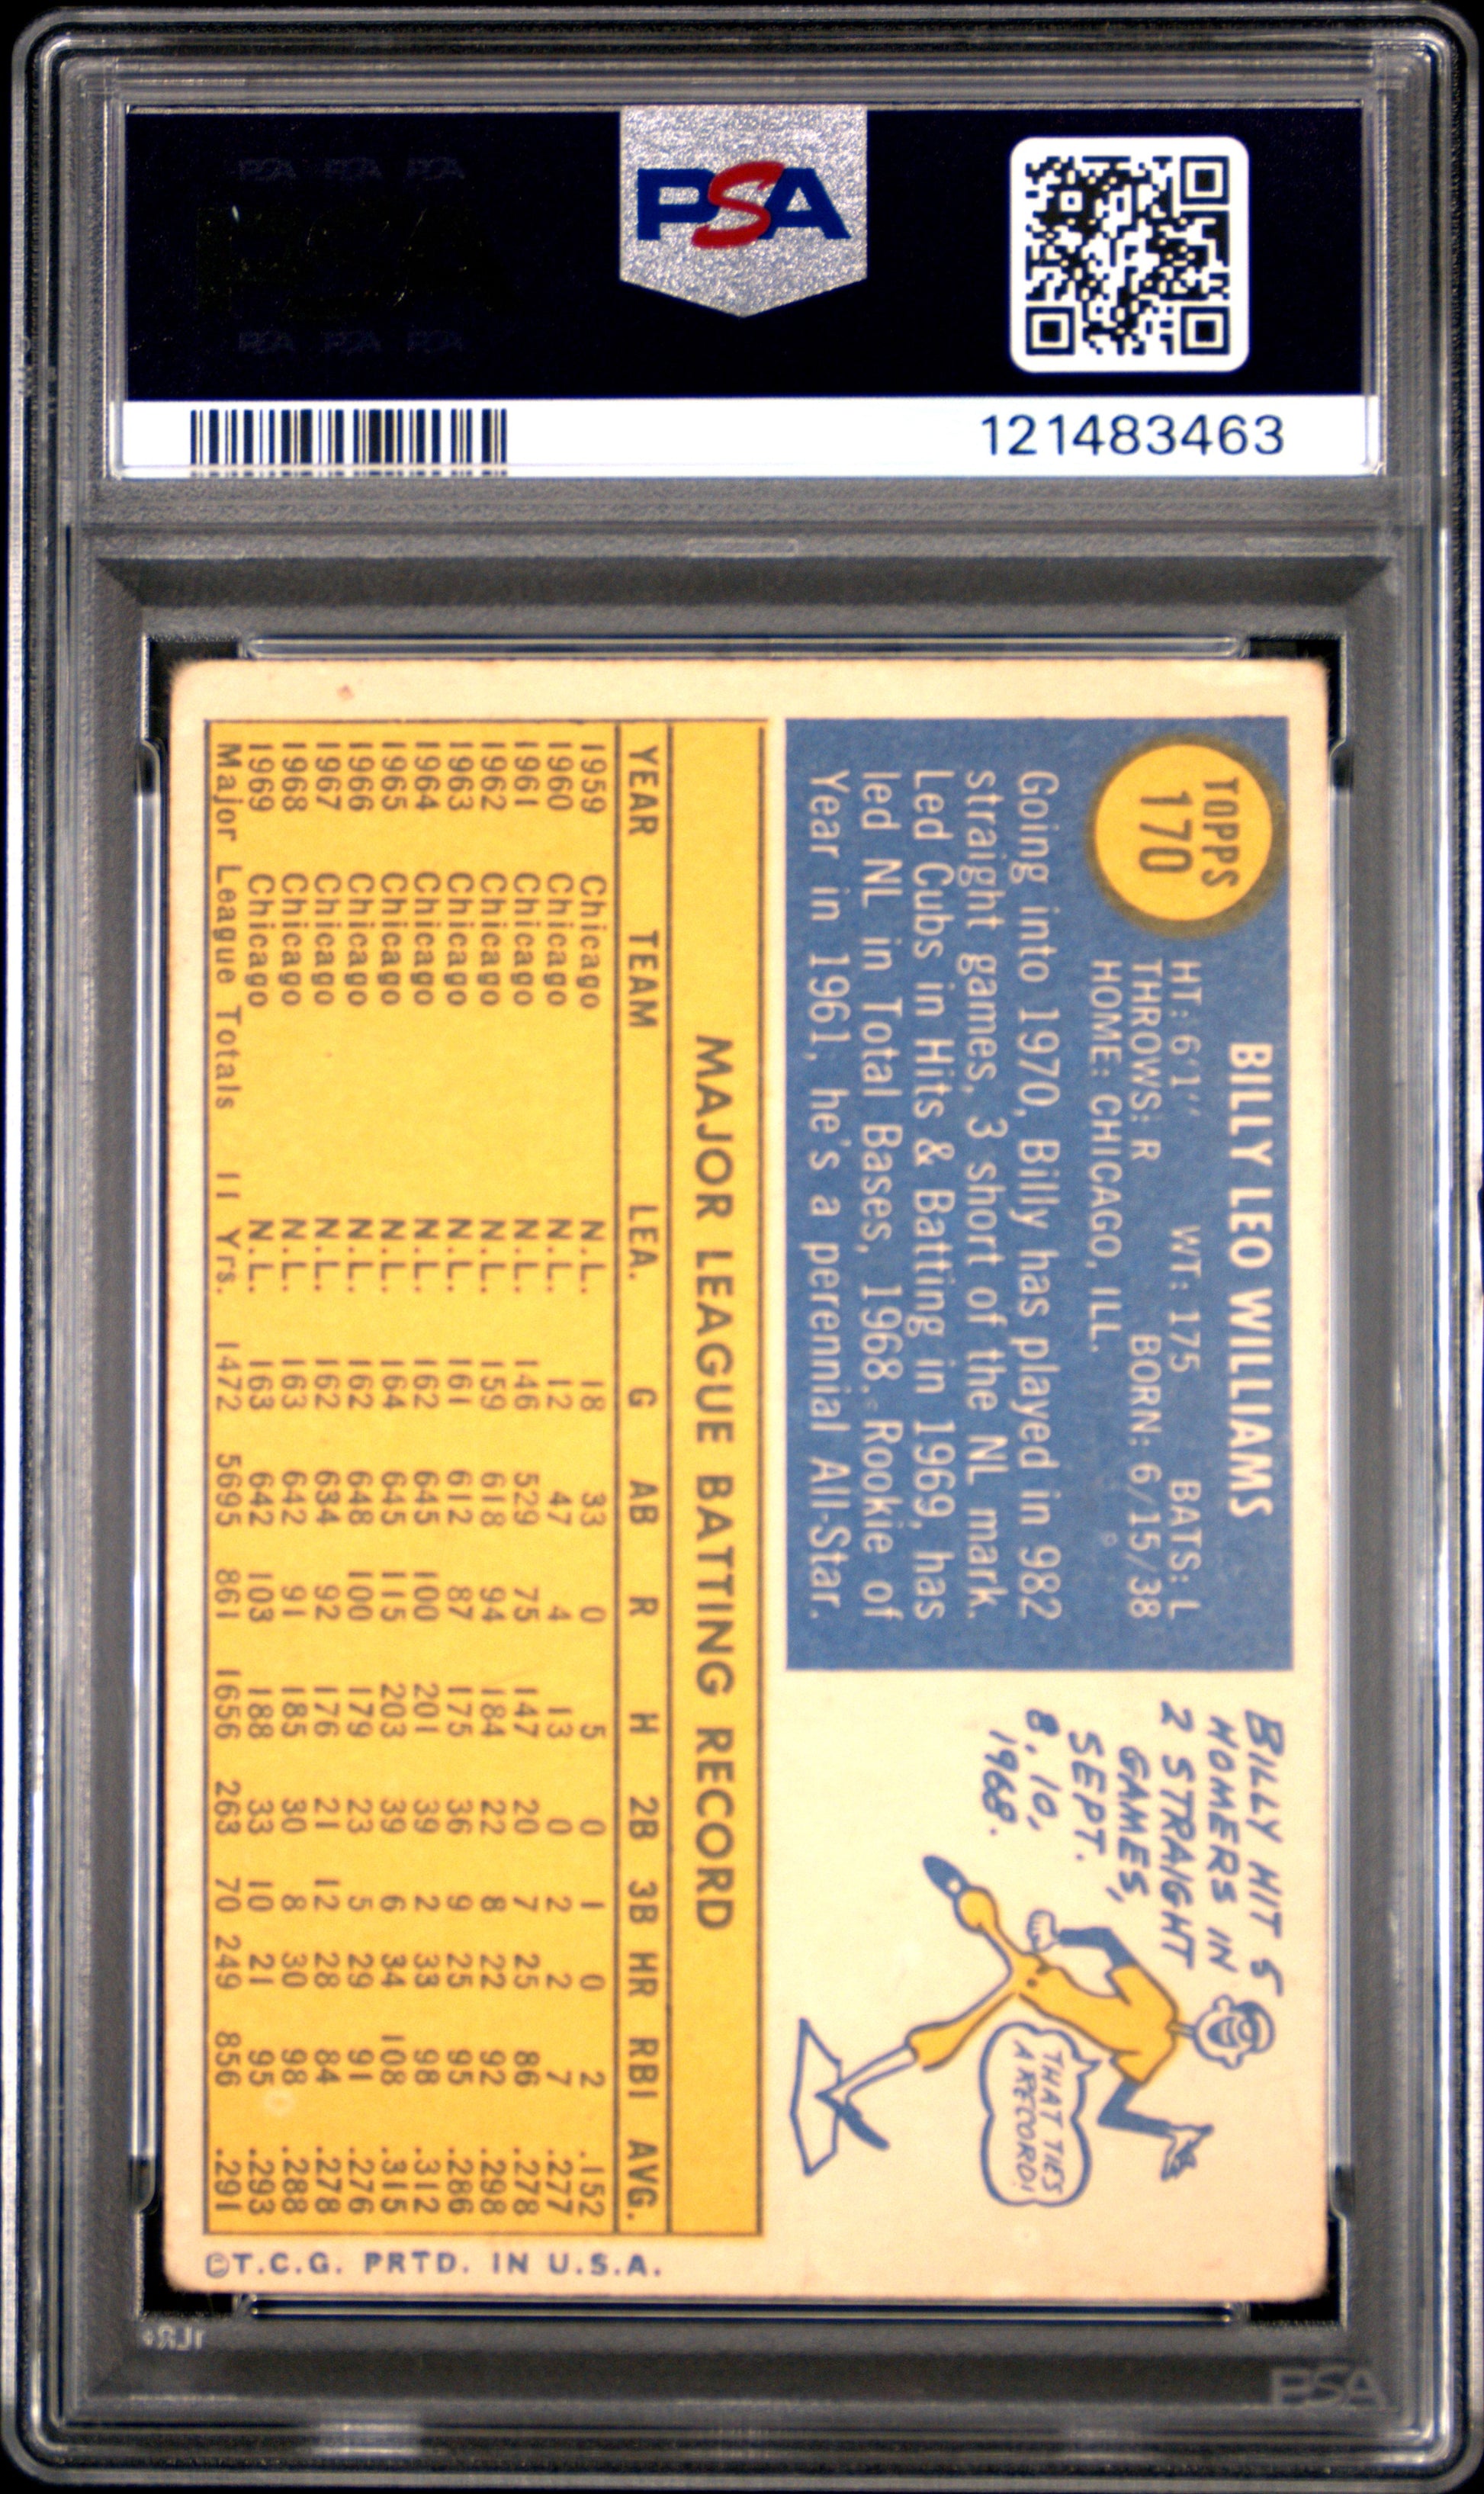 PSA
121483463
TOPPS
170
BILLY LEO WILLIAMS
HT: 6'1" WT: 175 BATS: L
THROWS: R BORN: 6/15/38
HOME: CHICAGO, ILL.
Going into 1970, Billy has played in 982
straight games, 3 short of the NL mark.
Led Cubs in Hits & Batting in 1969, has
led NL in Total Bases, 1968. Rookie of
Year in 1961, he's a perennial All-Star.
BILLY HIT 5
HOMERS IN
2 STRAIGHT
GAMES,
SEPT.
8, 10,
1968.
THAT TIES
A RECORD!
MAJOR LEAGUE BATTING RECORD
YEAR TEAM LEA. G AB R H 2B 3B HR RBI AVG.
1959 Chicago N.L. 18 33 0 5 0 1 0 2 .152
1960 Chicago N.L. 12 47 4 13 0 2 2 7 .277
1961 Chicago N.L. 146 529 75 147 20 7 25 86 .278
1962 Chicago N.L. 159 618 94 184 22 8 22 92 .298
1963 Chicago N.L. 161 612 87 175 36 9 25 95 .286
1964 Chicago N.L. 162 645 100 201 39 2 33 98 .312
1965 Chicago N.L. 164 645 115 203 39 6 34 108 .315
1966 Chicago N.L. 162 648 100 179 23 5 29 91 .276
1967 Chicago N.L. 162 634 92 176 21 12 28 84 .278
1968 Chicago N.L. 163 642 91 185 30 8 30 98 .288
1969 Chicago N.L. 163 642 103 188 33 10 21 95 .293
Major League Totals 11 Yrs. 1472 5695 861 1656 263 70 249 856 .291
©T.C.G. PRTD. IN U.S.A.
PSA